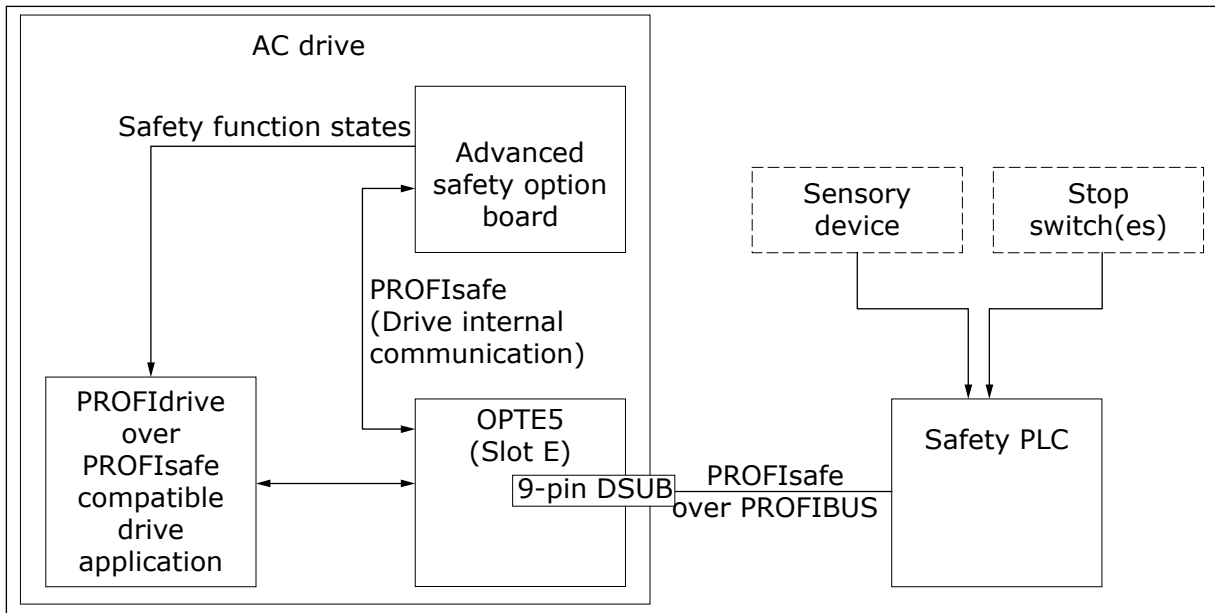 AC drive
Safety function states
Advanced
safety option
board
Sensory
device
Stop
switch(es)
PROFIsafe
(Drive internal
communication)
PROFIdrive
over
PROFIsafe
compatible
drive
application
OPTE5
(Slot E)
9-pin DSUB
PROFIsafe
over PROFIBUS
Safety PLC